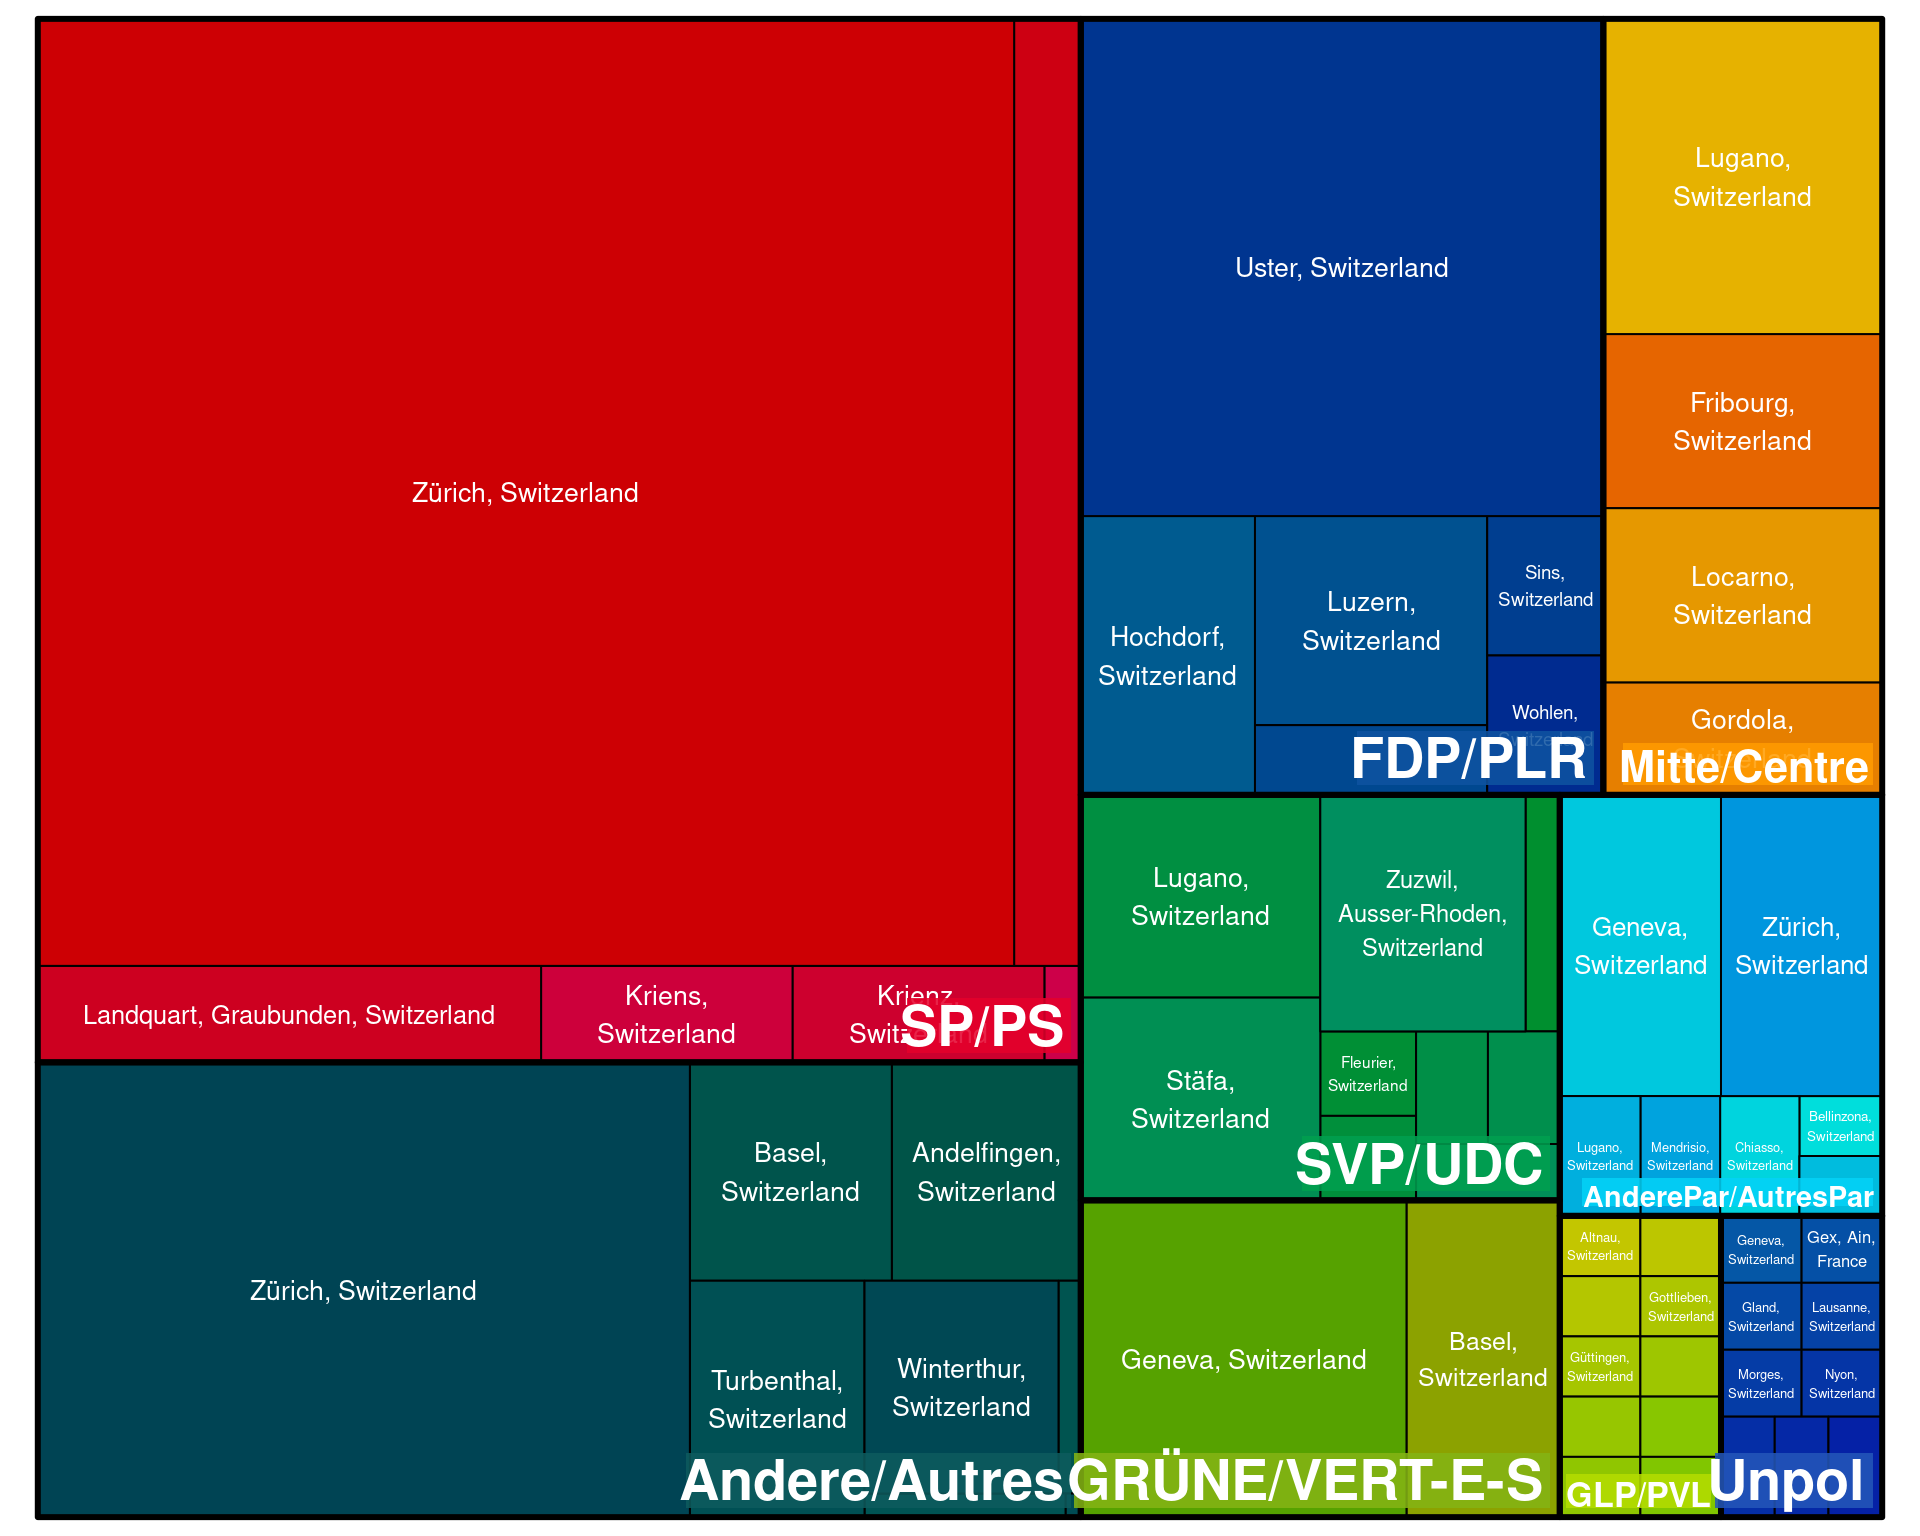 Zürich, Switzerland
Landquart, Graubunden, Switzerland
Kriens,
Switzerland
Krienz,
Switzerland
SP/PS
Uster, Switzerland
Hochdorf,
Switzerland
Luzern,
Switzerland
Sins,
Switzerland
Wohlen,
Switzerland
FDP/PLR
Lugano,
Switzerland
Fribourg,
Switzerland
Locarno,
Switzerland
Gordola,
Switzerland
Mitte/Centre
Zürich, Switzerland
Basel,
Switzerland
Andelfingen,
Switzerland
Turbenthal,
Switzerland
Winterthur,
Switzerland
Andere/Autres
Lugano,
Switzerland
Zuzwil,
Ausser-Rhoden,
Switzerland
Stäfa,
Switzerland
Fleurier,
Switzerland
SVP/UDC
Geneva,
Switzerland
Zürich,
Switzerland
Lugano,
Switzerland
Mendrisio,
Switzerland
Chiasso,
Switzerland
Bellinzona,
Switzerland
AnderePar/AutresPar
Geneva, Switzerland
Basel,
Switzerland
GRÜNE/VERT-E-S
Altnau,
Switzerland
Gottlieben,
Switzerland
Güttingen,
Switzerland
GLP/PVL
Geneva,
Switzerland
Gex, Ain,
France
Gland,
Switzerland
Lausanne,
Switzerland
Morges,
Switzerland
Nyon,
Switzerland
Unpol